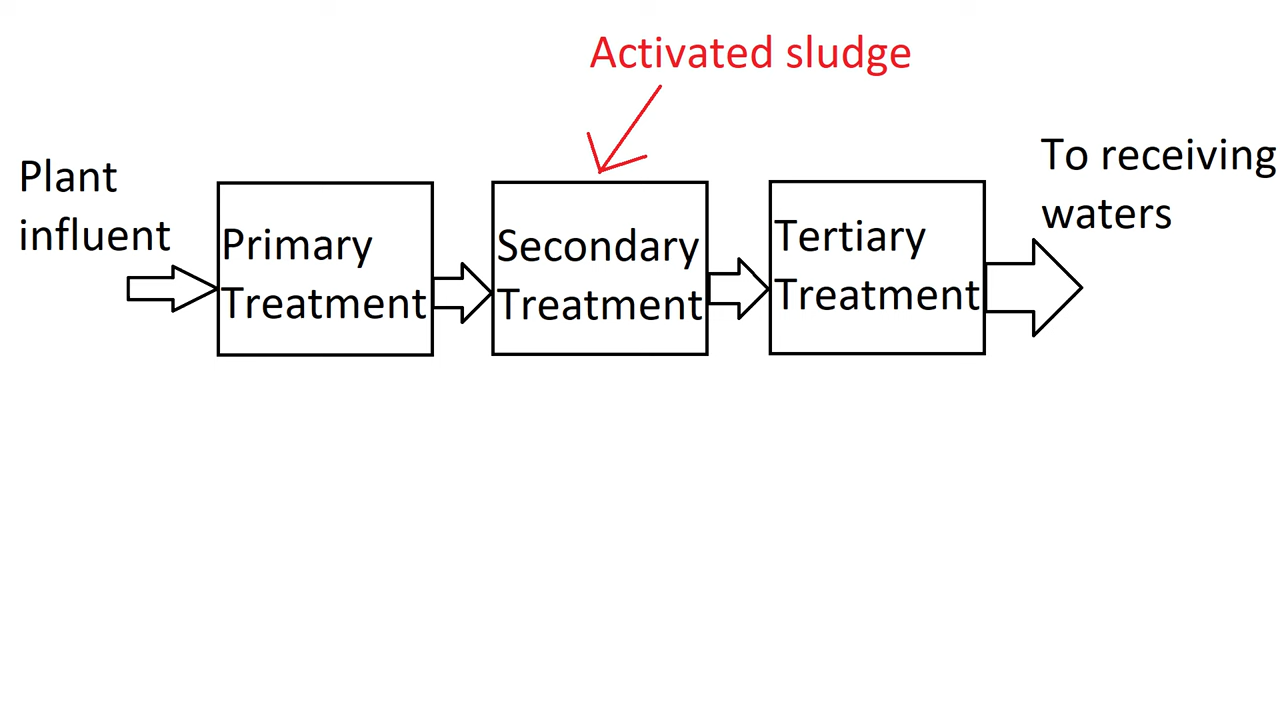 Activated sludge
Plant
influent
Primary
Treatment
Secondary
Treatment
Tertiary
Treatment
To receiving
waters